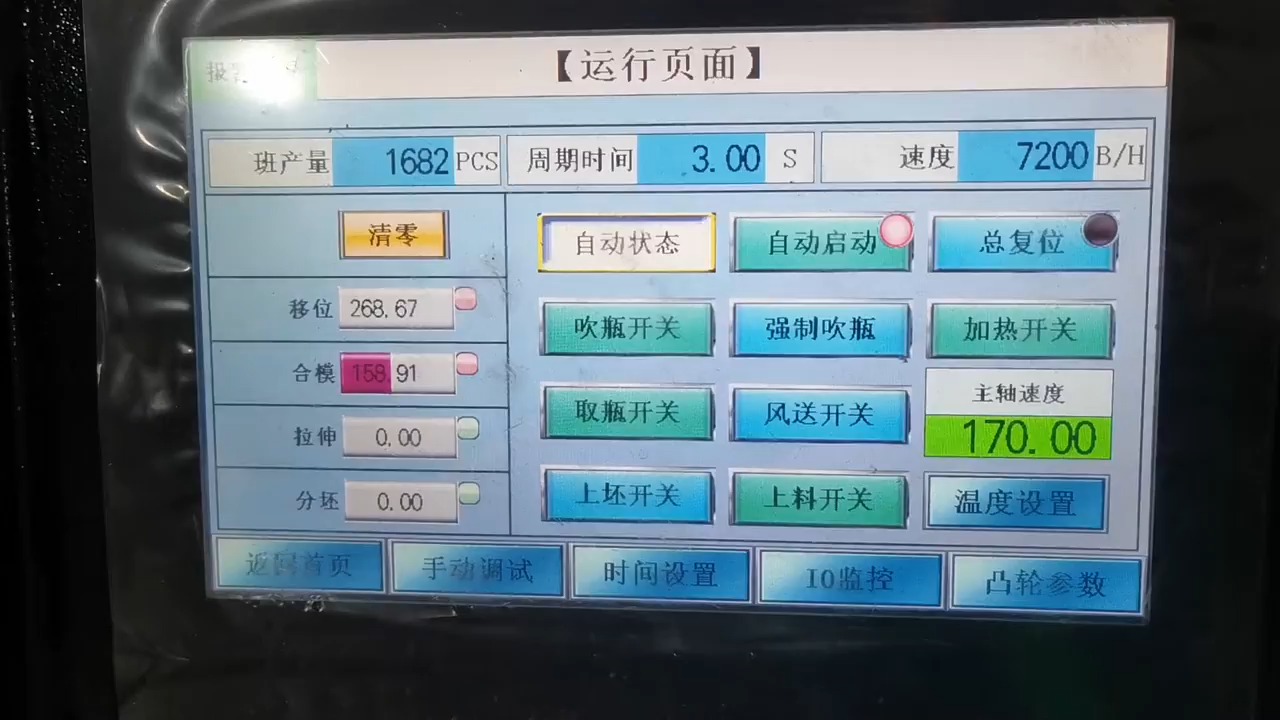 【运行页面】
班产量 1682 PCS 周期时间 3.00 S 速度 7200 B/H
清零 自动状态 自动启动 总复位
移位 268.67 吹瓶开关 强制吹瓶 加热开关
合模 158.91 主轴速度
取瓶开关 风送开关 170.00
拉伸 0.00
分坯 0.00 上坯开关 上料开关 温度设置
返回首页 手动调试 时间设置 IO监控 凸轮参数